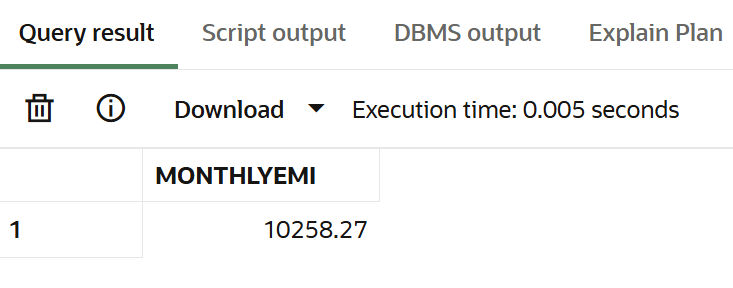 Query result Script output DBMS output Explain Plan
Download Execution time: 0.005 seconds
MONTHLYEMI
1 10258.27